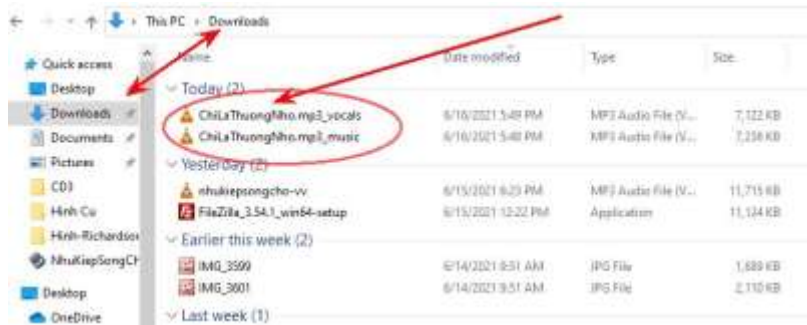 This PC › Downloads
Name Date modified Type Size
Quick access
Desktop
Downloads
Documents
Pictures
CD3
Hinh Cu
Hinh-Richardson
NhuKiepSongCh
Desktop
OneDrive
Today (2)
ChiLaThuongNho.mp3_vocals 6/16/2021 5:49 PM MP3 Audio File (V... 7,122 KB
ChiLaThuongNho.mp3_music 6/16/2021 5:48 PM MP3 Audio File (V... 7,238 KB
Yesterday (2)
nhukiepsongcho-vv 6/15/2021 6:23 PM MP3 Audio File (V... 11,715 KB
FileZilla_3.54.1_win64-setup 6/15/2021 12:22 PM Application 11,124 KB
Earlier this week (2)
IMG_3599 6/14/2021 9:51 AM JPG File 1,689 KB
IMG_3601 6/14/2021 9:51 AM JPG File 2,110 KB
Last week (1)